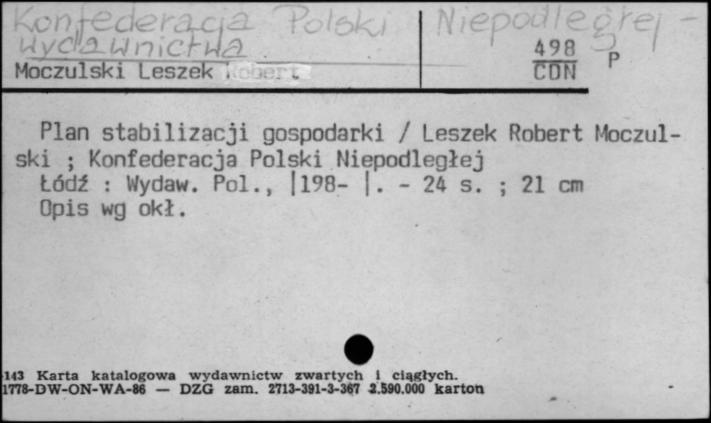 Konfederacja Polski Niepodległej -
wydawnictwa
498
CDN
P
Moczulski Leszek Robert
Plan stabilizacji gospodarki / Leszek Robert Moczul-
ski ; Konfederacja Polski Niepodległej
Łódź : Wydaw. Pol., |198- |. - 24 s. ; 21 cm
Opis wg okł.
143 Karta katalogowa wydawnictw zwartych i ciągłych.
1778-DW-ON-WA-86 — DZG zam. 2713-391-3-367 2.590.000 karton